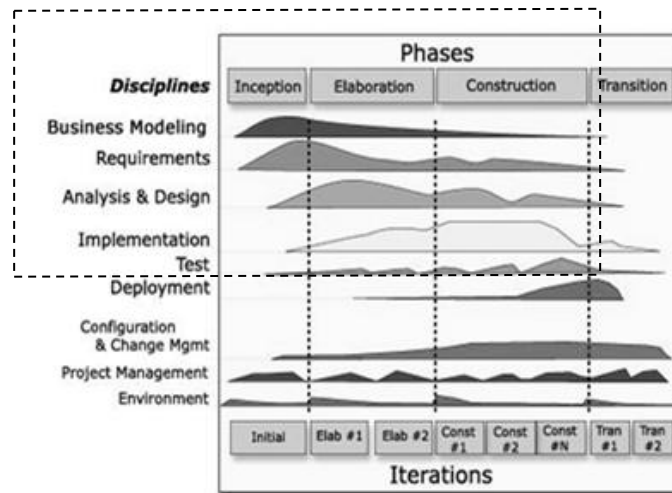 Phases
Disciplines
Inception Elaboration Construction Transition
Business Modeling
Requirements
Analysis & Design
Implementation
Test
Deployment
Configuration
& Change Mgmt
Project Management
Environment
Initial Elab #1 Elab #2 Const #1 Const #2 Const #N Tran #1 Tran #2
Iterations